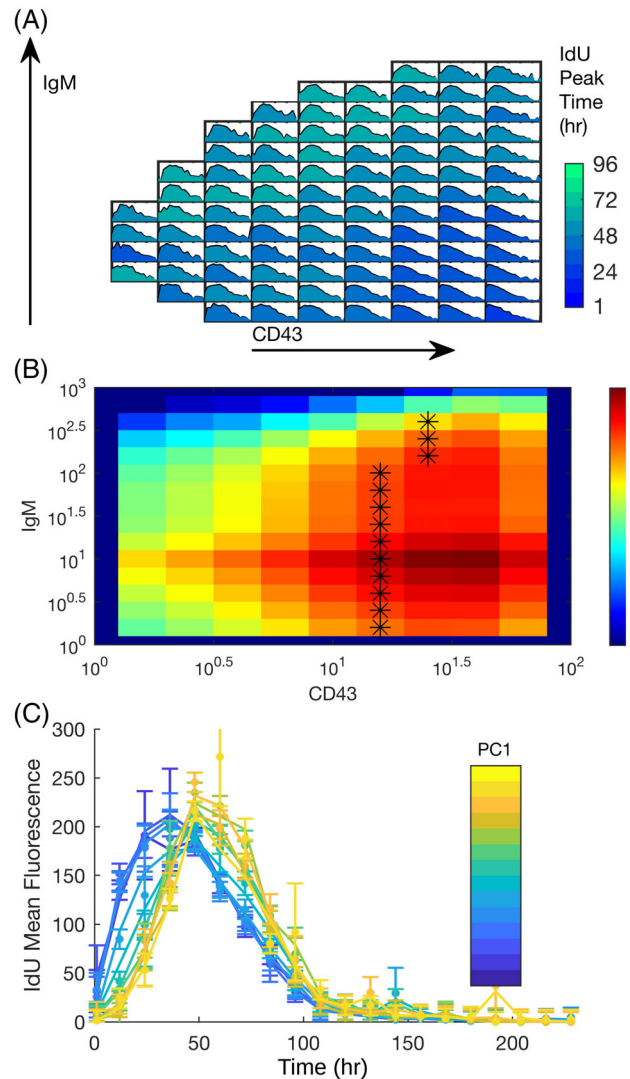 (A)
IgM
IdU
Peak
Time
(hr)
96
72
48
24
1
CD43
(B)
10^3
10^2.5
10^2
10^1.5
10^1
10^0.5
10^0
IgM
10^0 10^0.5 10^1 10^1.5 10^2
CD43
(C)
300
250
200
150
100
50
0
IdU Mean Fluorescence
PC1
0 50 100 150 200
Time (hr)